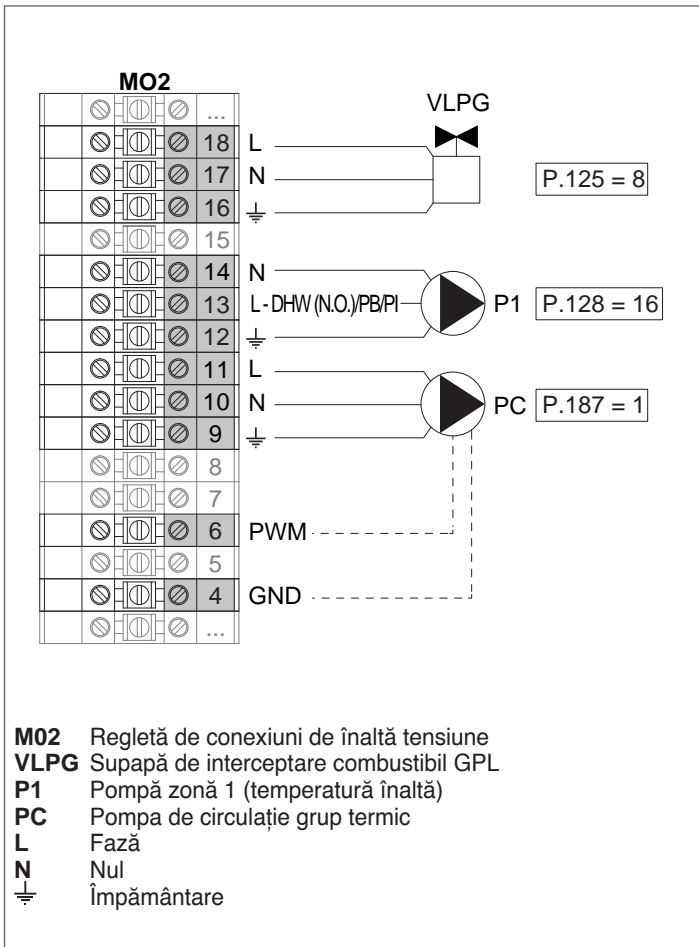 MO2
VLPG
...
18 L
17 N
P.125 = 8
16
15
14 N
13 L - DHW (N.O.)/PB/PI P1 P.128 = 16
12
11 L
10 N PC P.187 = 1
9
8
7
6 PWM
5
4 GND
...
M02 Regletă de conexiuni de înaltă tensiune
VLPG Supapă de interceptare combustibil GPL
P1 Pompă zonă 1 (temperatură înaltă)
PC Pompa de circulație grup termic
L Fază
N Nul
⏚ Împământare